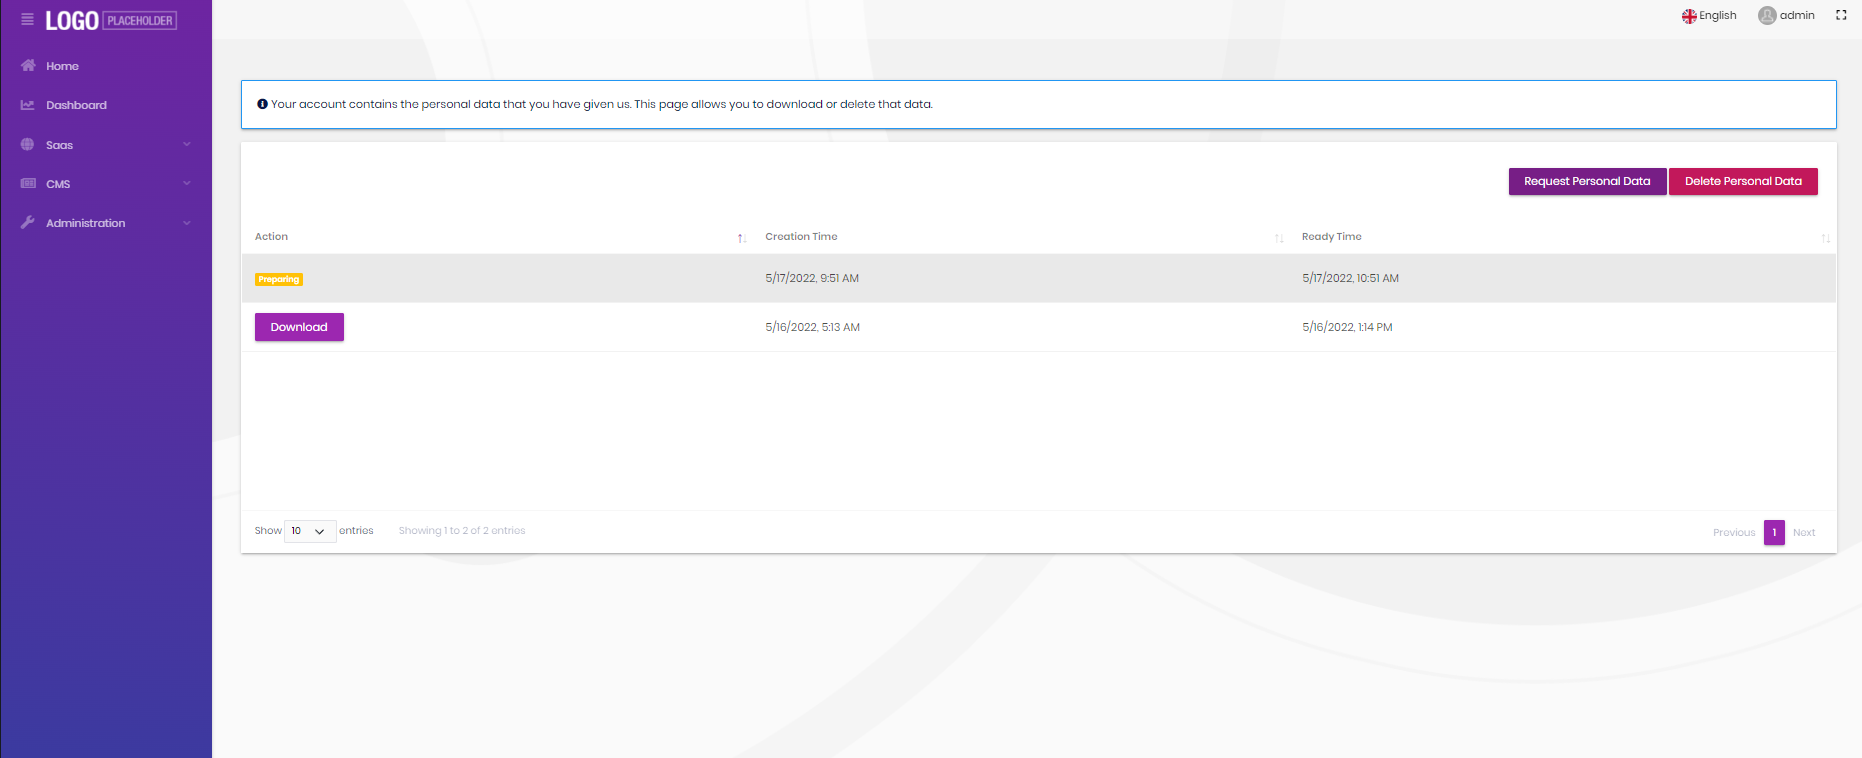 LOGO PLACEHOLDER
English
admin
Home
Dashboard
Saas
CMS
Administration
Your account contains the personal data that you have given us. This page allows you to download or delete that data.
Request Personal Data Delete Personal Data
Action Creation Time Ready Time
Preparing 5/17/2022, 9:51 AM 5/17/2022, 10:51 AM
Download 5/16/2022, 5:13 AM 5/16/2022, 1:14 PM
Show 10 entries Showing 1 to 2 of 2 entries Previous 1 Next